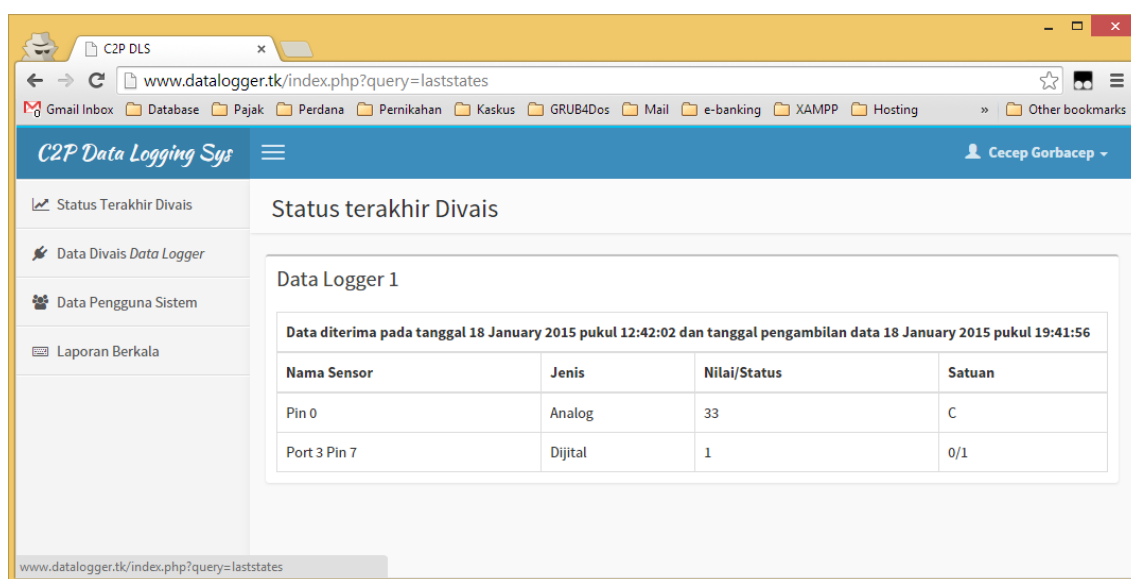 C2P DLS
www.datalogger.tk/index.php?query=laststates
Gmail Inbox Database Pajak Perdana Pernikahan Kaskus GRUB4Dos Mail e-banking XAMPP Hosting » Other bookmarks
C2P Data Logging Sys
Cecep Gorbacep
Status Terakhir Divais
Data Divais Data Logger
Data Pengguna Sistem
Laporan Berkala
Status terakhir Divais
Data Logger 1
Data diterima pada tanggal 18 January 2015 pukul 12:42:02 dan tanggal pengambilan data 18 January 2015 pukul 19:41:56
Nama Sensor Jenis Nilai/Status Satuan
Pin 0 Analog 33 C
Port 3 Pin 7 Dijital 1 0/1
www.datalogger.tk/index.php?query=laststates